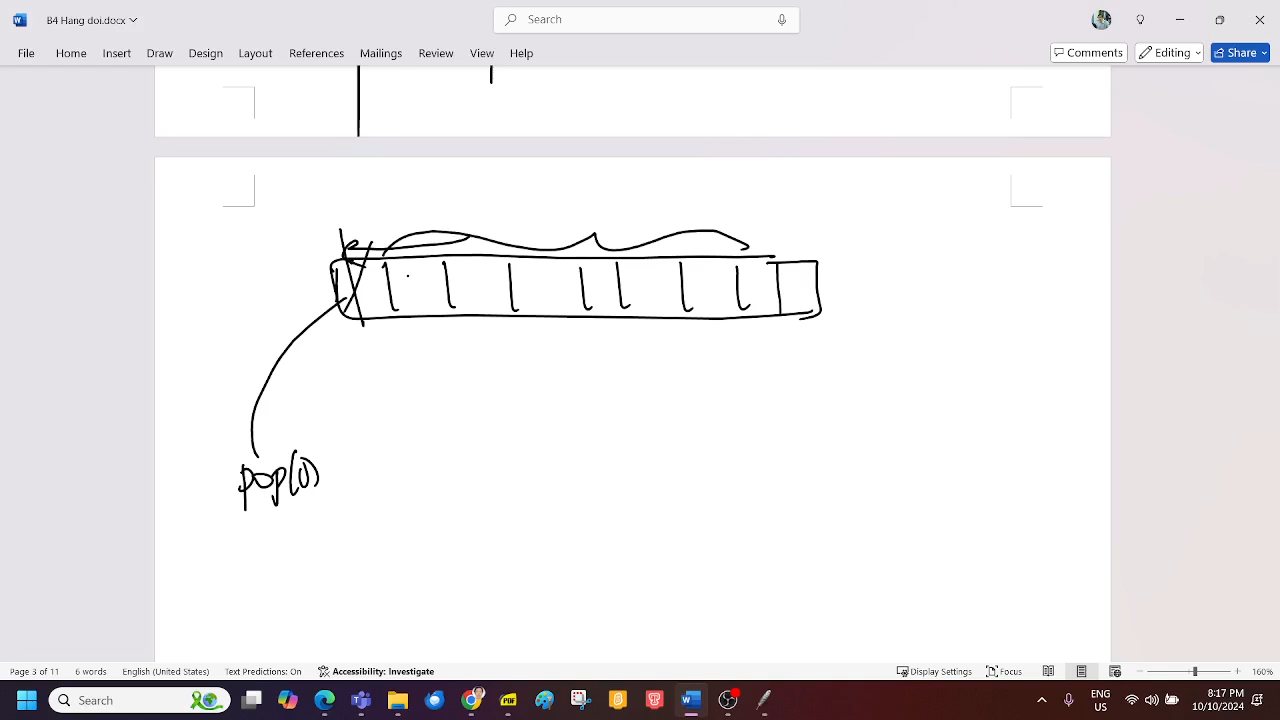 B4 Hang doi.docx
Search
File Home Insert Draw Design Layout References Mailings Review View Help
Comments Editing Share
pop(0)
Page 3 of 11 6 words English (United States) Text Predictions: On Accessibility: Investigate Display Settings Focus 160%
Search
PDF
ENG
US
8:17 PM
10/10/2024